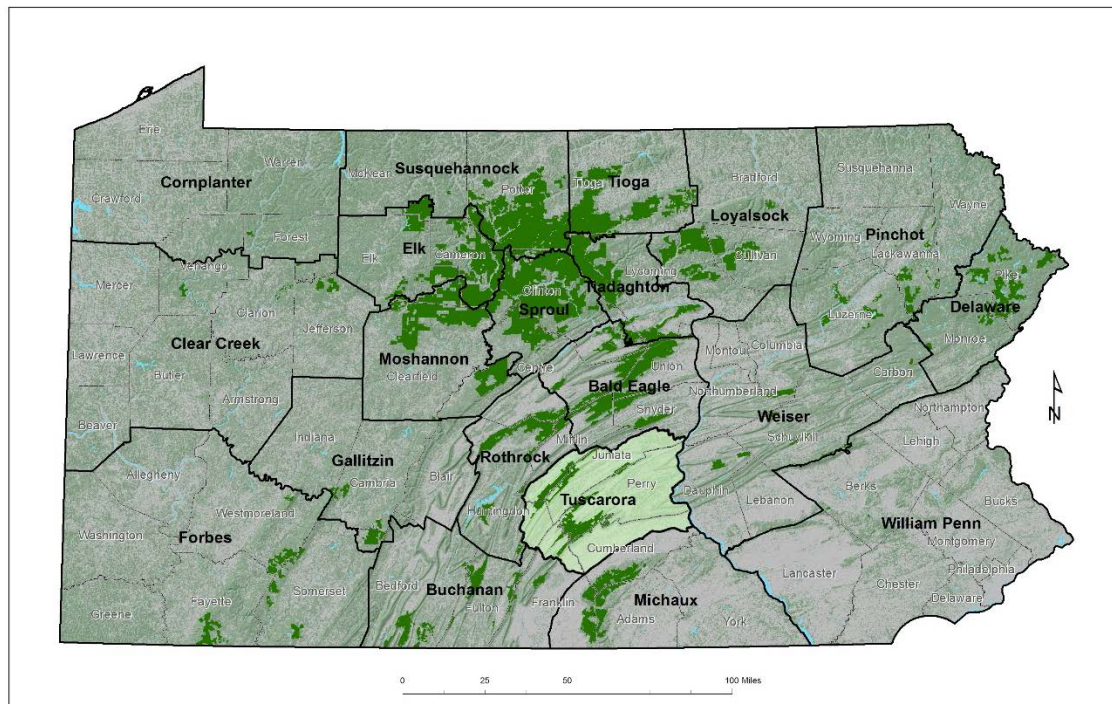 Erie
Warren
McKean
Susquehannock
Potter
Tioga
Tioga
Bradford
Susquehanna
Cornplanter
Crawford
Wayne
Loyalsock
Forest
Elk
Elk
Cameron
Wyoming
Pinchot
Lackawanna
Sullivan
Lycoming
Venango
Mercer
Clinton
Tiadaghton
Sproul
Pike
Delaware
Clarion
Jefferson
Luzerne
Clear Creek
Moshannon
Clearfield
Centre
Union
Montour
Columbia
Monroe
Lawrence
Butler
Bald Eagle
Carbon
Armstrong
Snyder
Northumberland
Weiser
Northampton
Beaver
Indiana
Mifflin
Schuylkill
Lehigh
Gallitzin
Blair
Rothrock
Juniata
Allegheny
Cambria
Perry
Dauphin
Berks
Bucks
Huntingdon
Tuscarora
Lebanon
Westmoreland
William Penn
Washington
Forbes
Cumberland
Montgomery
Lancaster
Philadelphia
Bedford
Buchanan
Chester
Delaware
Somerset
Fulton
Franklin
Michaux
Greene
Fayette
Adams
York
N
0 25 50 100 Miles